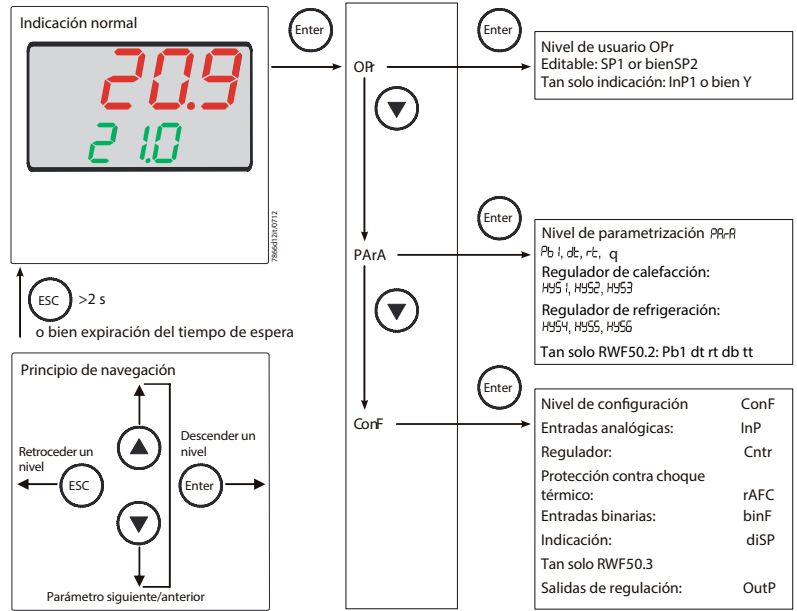 Indicación normal
20.9
21.0
7866d12it/0712
ESC
>2 s
o bien expiración del tiempo de espera
Principio de navegación
Retroceder un
nivel
ESC
Descender un
nivel
Enter
Parámetro siguiente/anterior
Enter
OPr
PArA
ConF
Enter
Nivel de usuario OPr
Editable: SP1 or bienSP2
Tan solo indicación: InP1 o bien Y
Enter
Nivel de parametrización PArA
Pb1, dt, rt, q
Regulador de calefacción:
HYS1, HYS2, HYS3
Regulador de refrigeración:
HYS4, HYS5, HYS6
Tan solo RWF50.2: Pb1 dt rt db tt
Enter
Nivel de configuración ConF
Entradas analógicas: InP
Regulador: Cntr
Protección contra choque
térmico: rAFC
Entradas binarias: binF
Indicación: diSP
Tan solo RWF50.3
Salidas de regulación: OutP